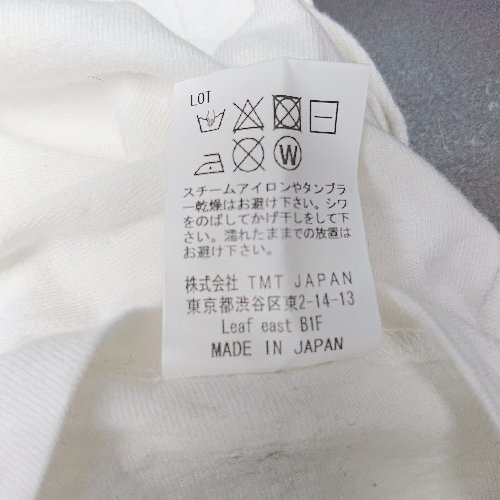 LOT
W
スチームアイロンやタンブラ
ー乾燥はお避け下さい。シワ
をのばしてかげ干しをして下
さい。濡れたままでの放置は
お避け下さい。
株式会社 TMT JAPAN
東京都渋谷区東2-14-13
Leaf east B1F
MADE IN JAPAN